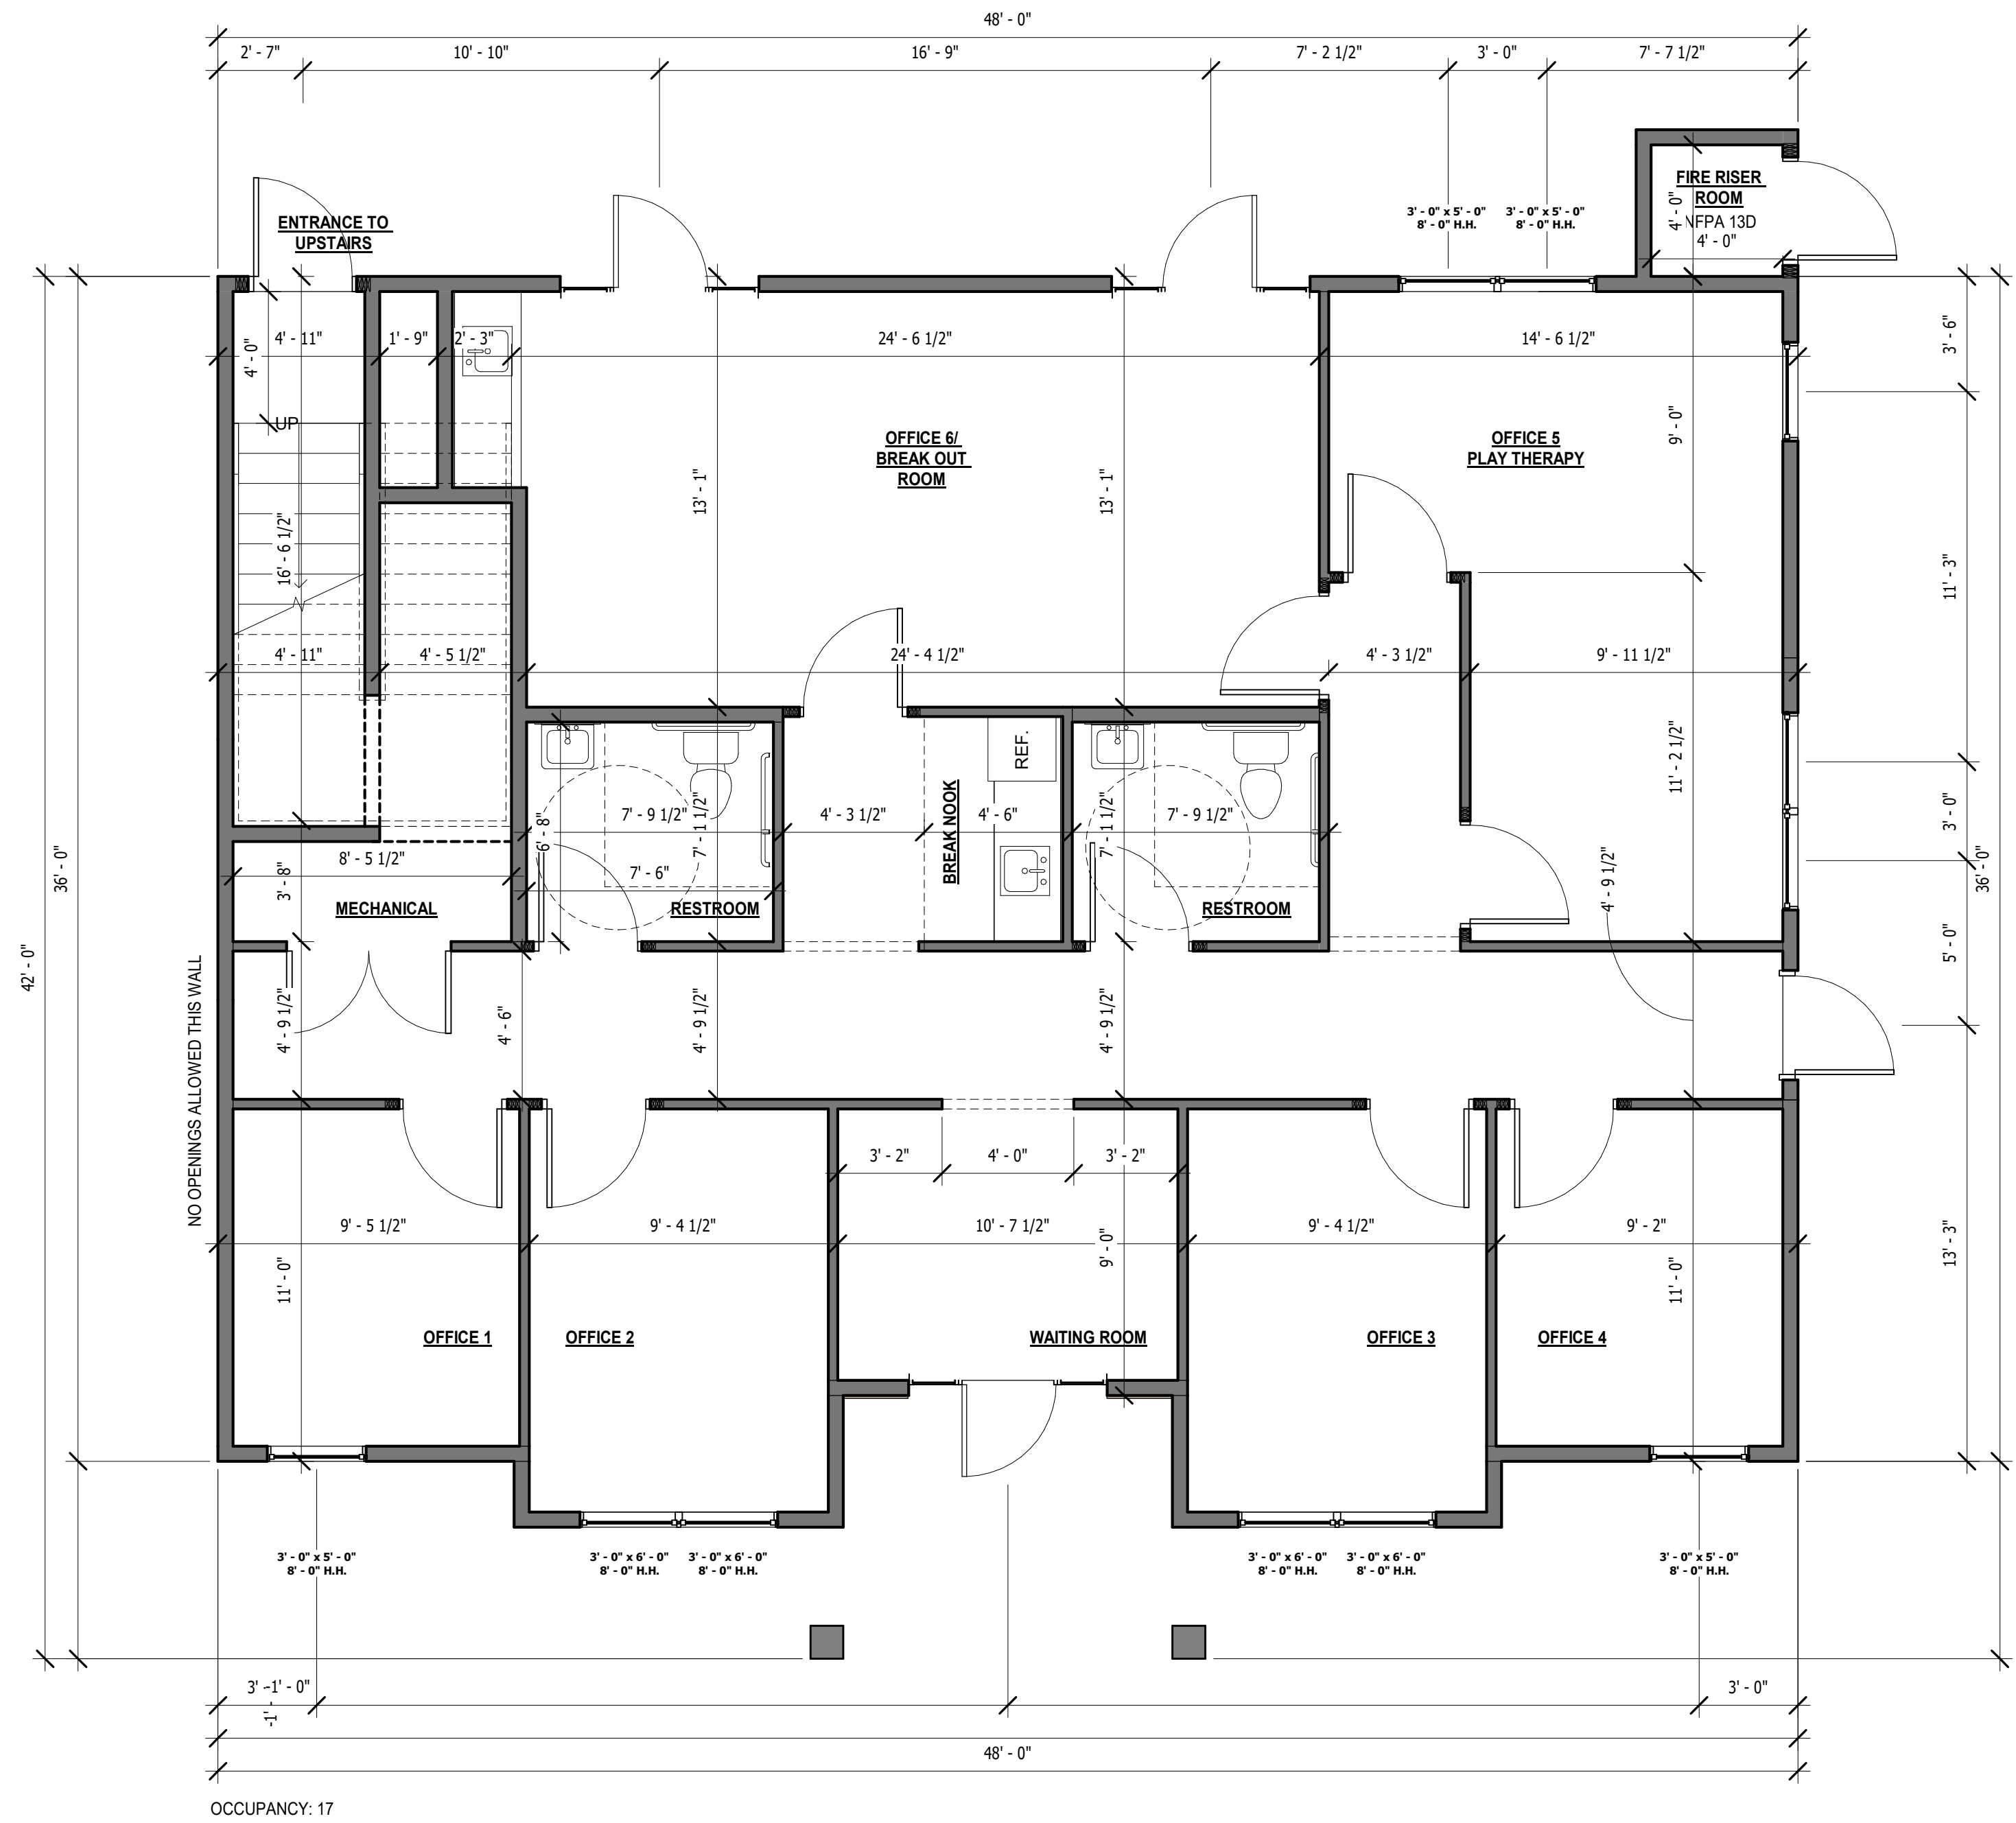 48' - 0"
2' - 7" 10' - 10" 16' - 9" 7' - 2 1/2" 3' - 0" 7' - 7 1/2"
FIRE RISER
ROOM
NFPA 13D
4' - 0"
4' - 0"
3' - 0" x 5' - 0" 3' - 0" x 5' - 0"
8' - 0" H.H. 8' - 0" H.H.
ENTRANCE TO
UPSTAIRS
4' - 11" 1' - 9" 2' - 3" 24' - 6 1/2" 14' - 6 1/2"
4' - 0"
3' - 6"
UP
OFFICE 6/
BREAK OUT
ROOM
OFFICE 5
PLAY THERAPY
9' - 0"
13' - 1"
13' - 1"
16' - 6 1/2"
11' - 3"
4' - 11" 4' - 5 1/2" 24' - 4 1/2" 4' - 3 1/2" 9' - 11 1/2"
REF.
11' - 2 1/2"
BREAK NOOK
7' - 9 1/2" 4' - 3 1/2" 4' - 6" 7' - 9 1/2"
6' - 8"
7' - 1 1/2"
7' - 1 1/2"
3' - 0"
8' - 5 1/2"
7' - 6"
3' - 8"
4' - 9 1/2"
36' - 0"
36' - 0"
MECHANICAL
RESTROOM
RESTROOM
42' - 0"
5' - 0"
NO OPENINGS ALLOWED THIS WALL
4' - 9 1/2"
4' - 6"
4' - 9 1/2"
4' - 9 1/2"
3' - 2" 4' - 0" 3' - 2"
9' - 5 1/2" 9' - 4 1/2" 10' - 7 1/2" 9' - 4 1/2" 9' - 2"
11' - 0"
9' - 0"
11' - 0"
13' - 3"
OFFICE 1
OFFICE 2
WAITING ROOM
OFFICE 3
OFFICE 4
3' - 0" x 5' - 0" 3' - 0" x 6' - 0" 3' - 0" x 6' - 0" 3' - 0" x 6' - 0" 3' - 0" x 6' - 0" 3' - 0" x 5' - 0"
8' - 0" H.H. 8' - 0" H.H. 8' - 0" H.H. 8' - 0" H.H. 8' - 0" H.H. 8' - 0" H.H.
3' -1' - 0" 3' - 0"
48' - 0"
OCCUPANCY: 17